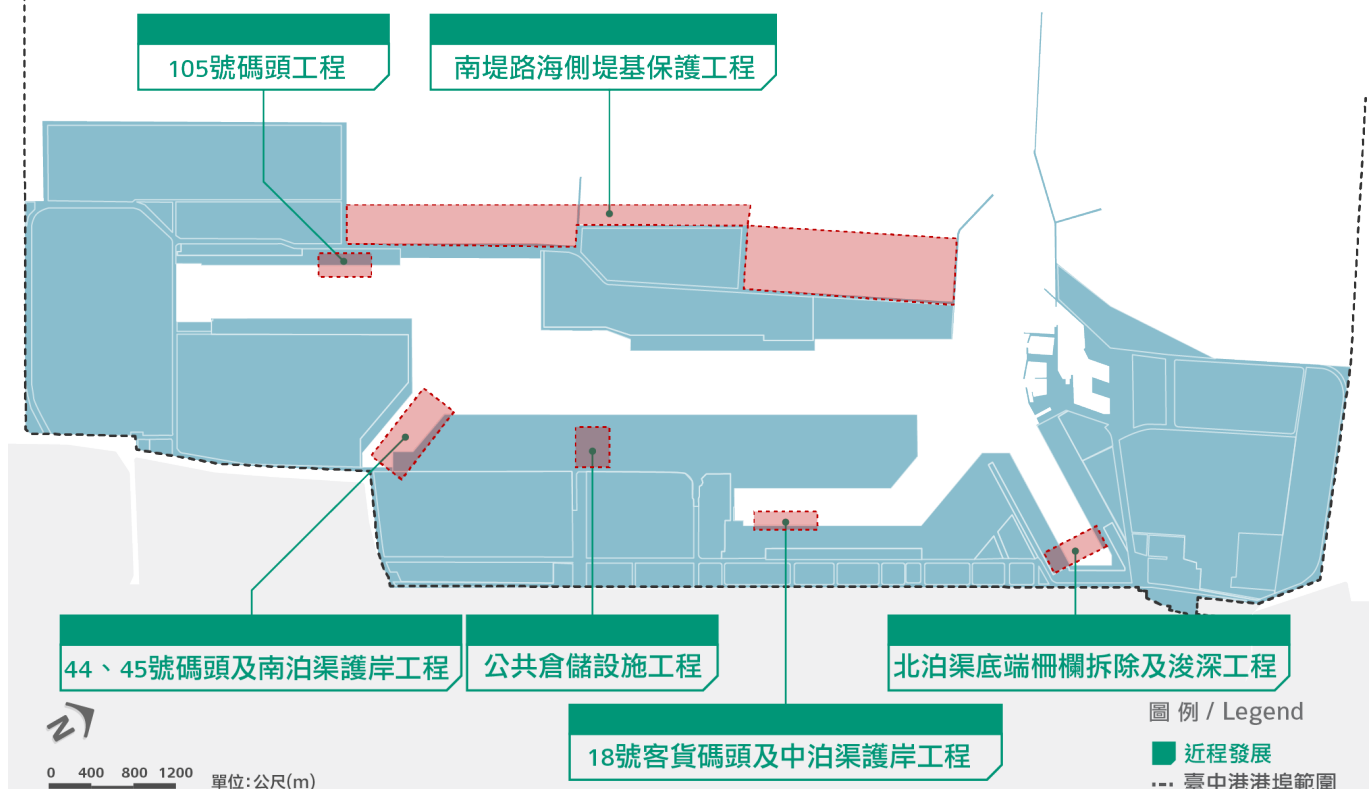 105號碼頭工程
南堤路海側堤基保護工程
44、45號碼頭及南泊渠護岸工程
公共倉儲設施工程
北泊渠底端柵欄拆除及浚深工程
18號客貨碼頭及中泊渠護岸工程
N
0 400 800 1200 單位:公尺(m)
圖例 / Legend
近程發展
臺中港港埠範圍